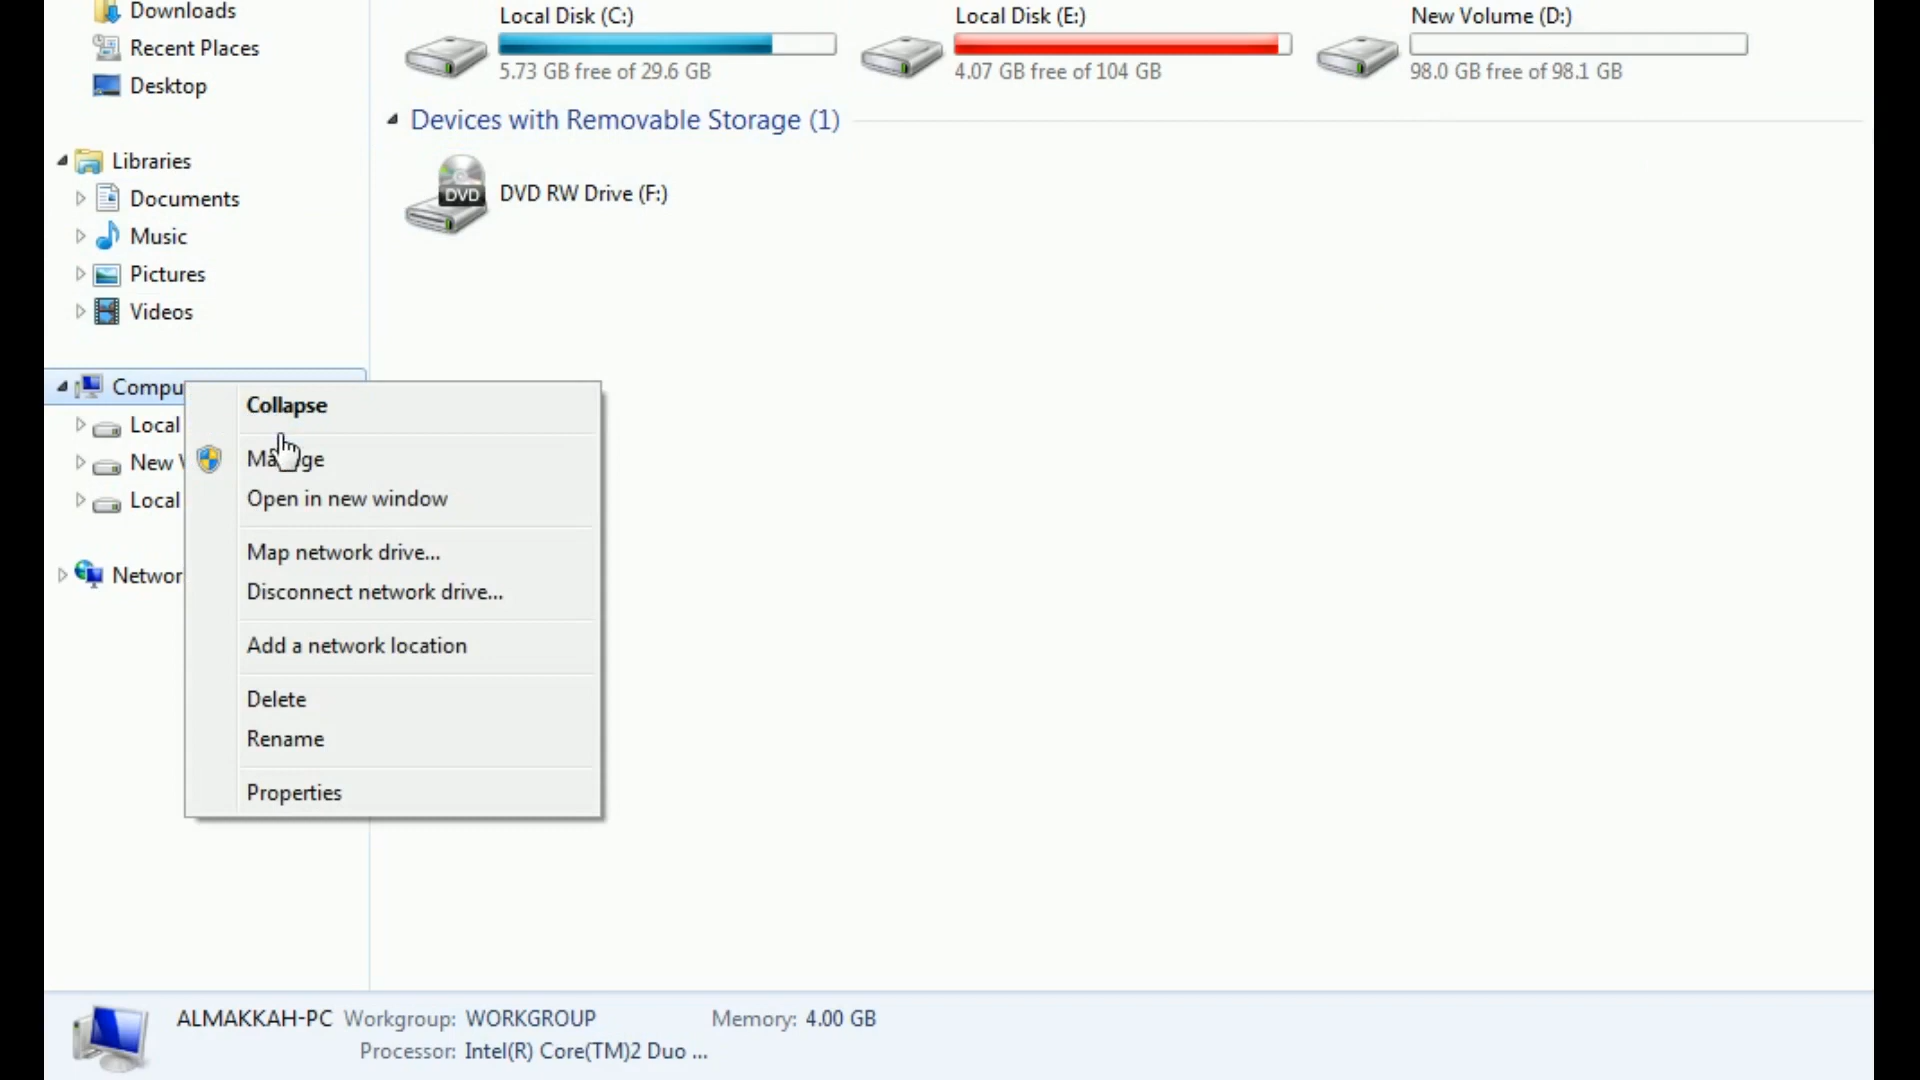 Downloads
Recent Places
Desktop
Libraries
Documents
Music
Pictures
Videos
Compu
Local
New
Local
Networ
Local Disk (C:)
5.73 GB free of 29.6 GB
Local Disk (E:)
4.07 GB free of 104 GB
New Volume (D:)
98.0 GB free of 98.1 GB
Devices with Removable Storage (1)
DVD
DVD RW Drive (F:)
Collapse
Manage
Open in new window
Map network drive...
Disconnect network drive...
Add a network location
Delete
Rename
Properties
ALMAKKAH-PC Workgroup: WORKGROUP Memory: 4.00 GB
Processor: Intel(R) Core(TM)2 Duo ...